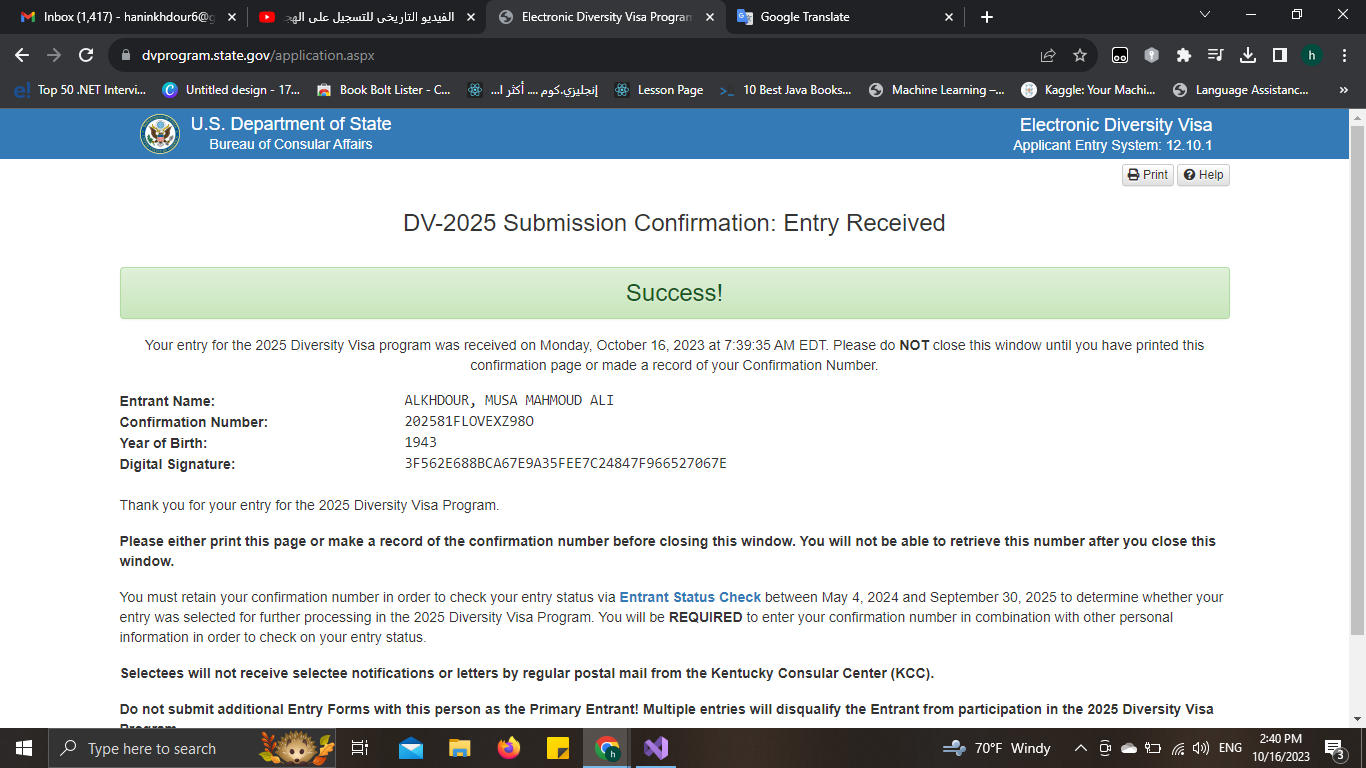 Inbox (1,417) - haninkhdour6@g
الفيديو التاريخي للتسجيل على الهج
Electronic Diversity Visa Program
Google Translate
dvprogram.state.gov/application.aspx
h
e!
Top 50 .NET Intervi...
Untitled design - 17...
Book Bolt Lister - C...
إنجليزي.كوم .... أكثر ا...
Lesson Page
10 Best Java Books...
Machine Learning –...
Kaggle: Your Machi...
Language Assistanc...
»
U.S. Department of State
Bureau of Consular Affairs
Electronic Diversity Visa
Applicant Entry System: 12.10.1
Print
Help
DV-2025 Submission Confirmation: Entry Received
Success!
Your entry for the 2025 Diversity Visa program was received on Monday, October 16, 2023 at 7:39:35 AM EDT. Please do NOT close this window until you have printed this
confirmation page or made a record of your Confirmation Number.
Entrant Name: ALKHDOUR, MUSA MAHMOUD ALI
Confirmation Number: 202581FLOVEXZ98O
Year of Birth: 1943
Digital Signature: 3F562E688BCA67E9A35FEE7C24847F966527067E
Thank you for your entry for the 2025 Diversity Visa Program.
Please either print this page or make a record of the confirmation number before closing this window. You will not be able to retrieve this number after you close this
window.
You must retain your confirmation number in order to check your entry status via Entrant Status Check between May 4, 2024 and September 30, 2025 to determine whether your
entry was selected for further processing in the 2025 Diversity Visa Program. You will be REQUIRED to enter your confirmation number in combination with other personal
information in order to check on your entry status.
Selectees will not receive selectee notifications or letters by regular postal mail from the Kentucky Consular Center (KCC).
Do not submit additional Entry Forms with this person as the Primary Entrant! Multiple entries will disqualify the Entrant from participation in the 2025 Diversity Visa
Program.
Type here to search
h
70°F Windy
ENG
2:40 PM
10/16/2023
3